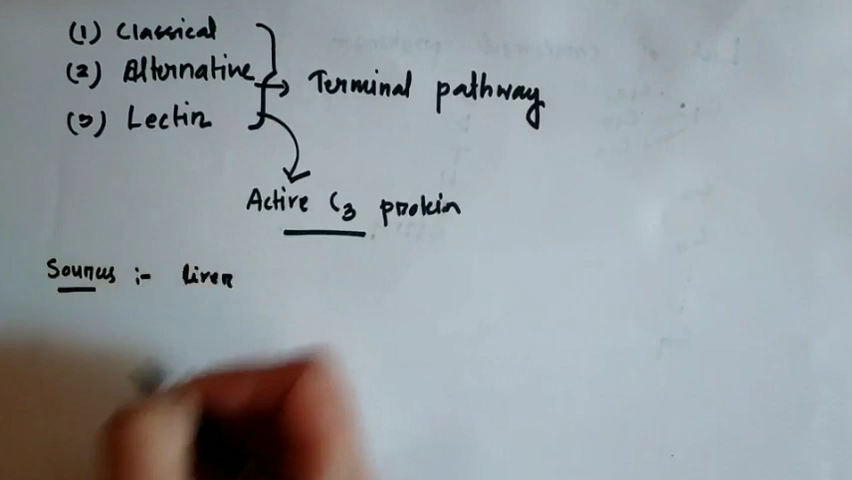 (1) Classical
(2) Alternative → Terminal pathway
(3) Lectin
Active C3 protein
Sources :- Liver